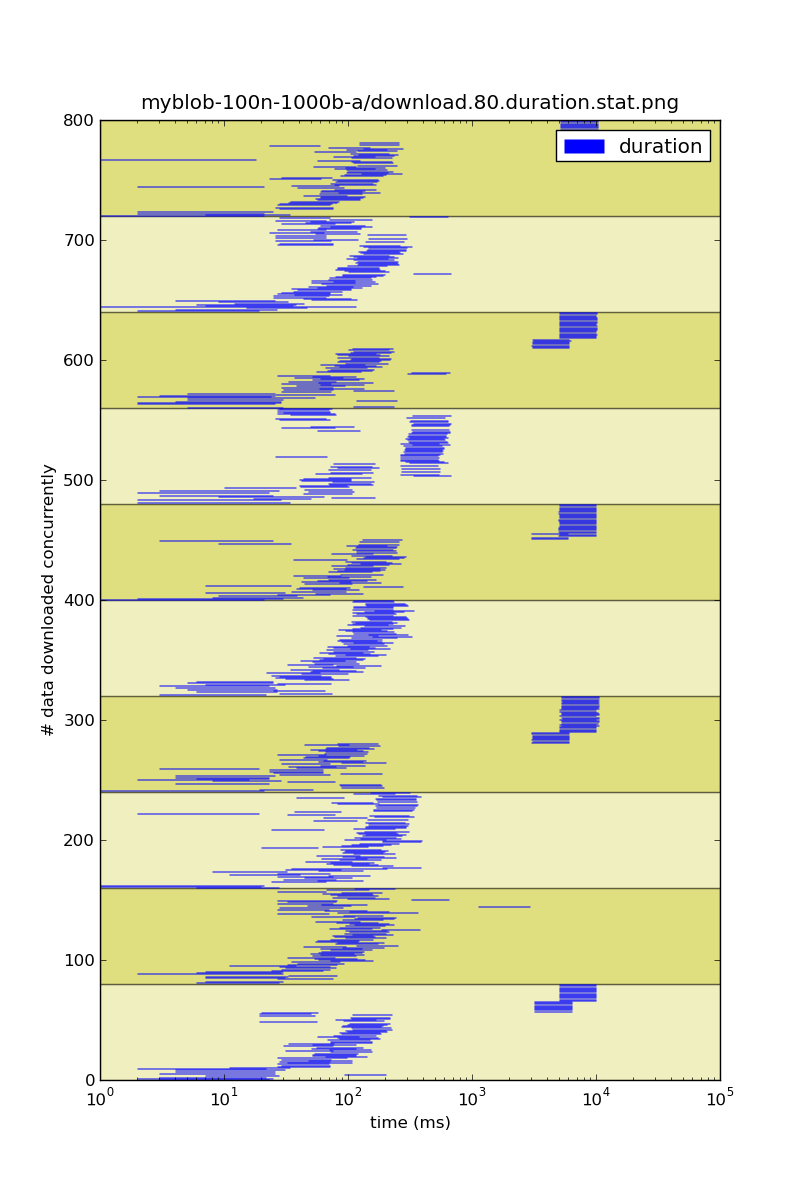 myblob-100n-1000b-a/download.80.duration.stat.png
duration
800
700
600
500
400
300
200
100
0
# data downloaded concurrently
10^0 10^1 10^2 10^3 10^4 10^5
time (ms)